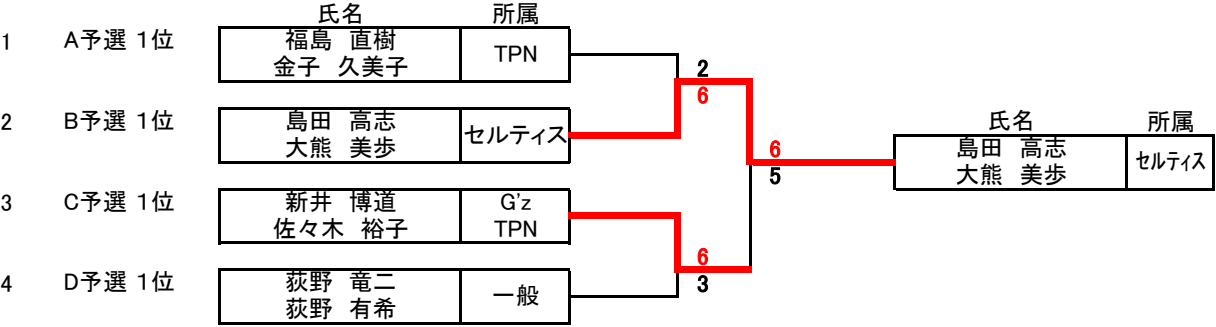 氏名 所属
1 A予選 1位 福島 直樹 TPN
金子 久美子
2
6
2 B予選 1位 島田 高志 セルティス
大熊 美歩
氏名 所属
6
5
島田 高志 セルティス
大熊 美歩
3 C予選 1位 新井 博道 G'z
佐々木 裕子 TPN
6
3
4 D予選 1位 荻野 竜二 一般
荻野 有希